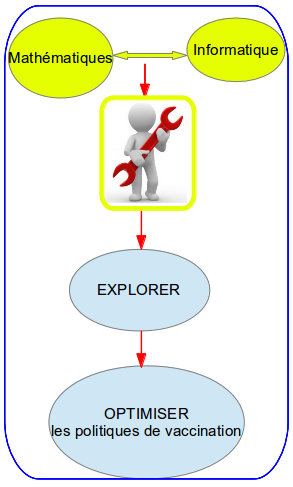 Mathématiques
Informatique
EXPLORER
OPTIMISER
les politiques de vaccination